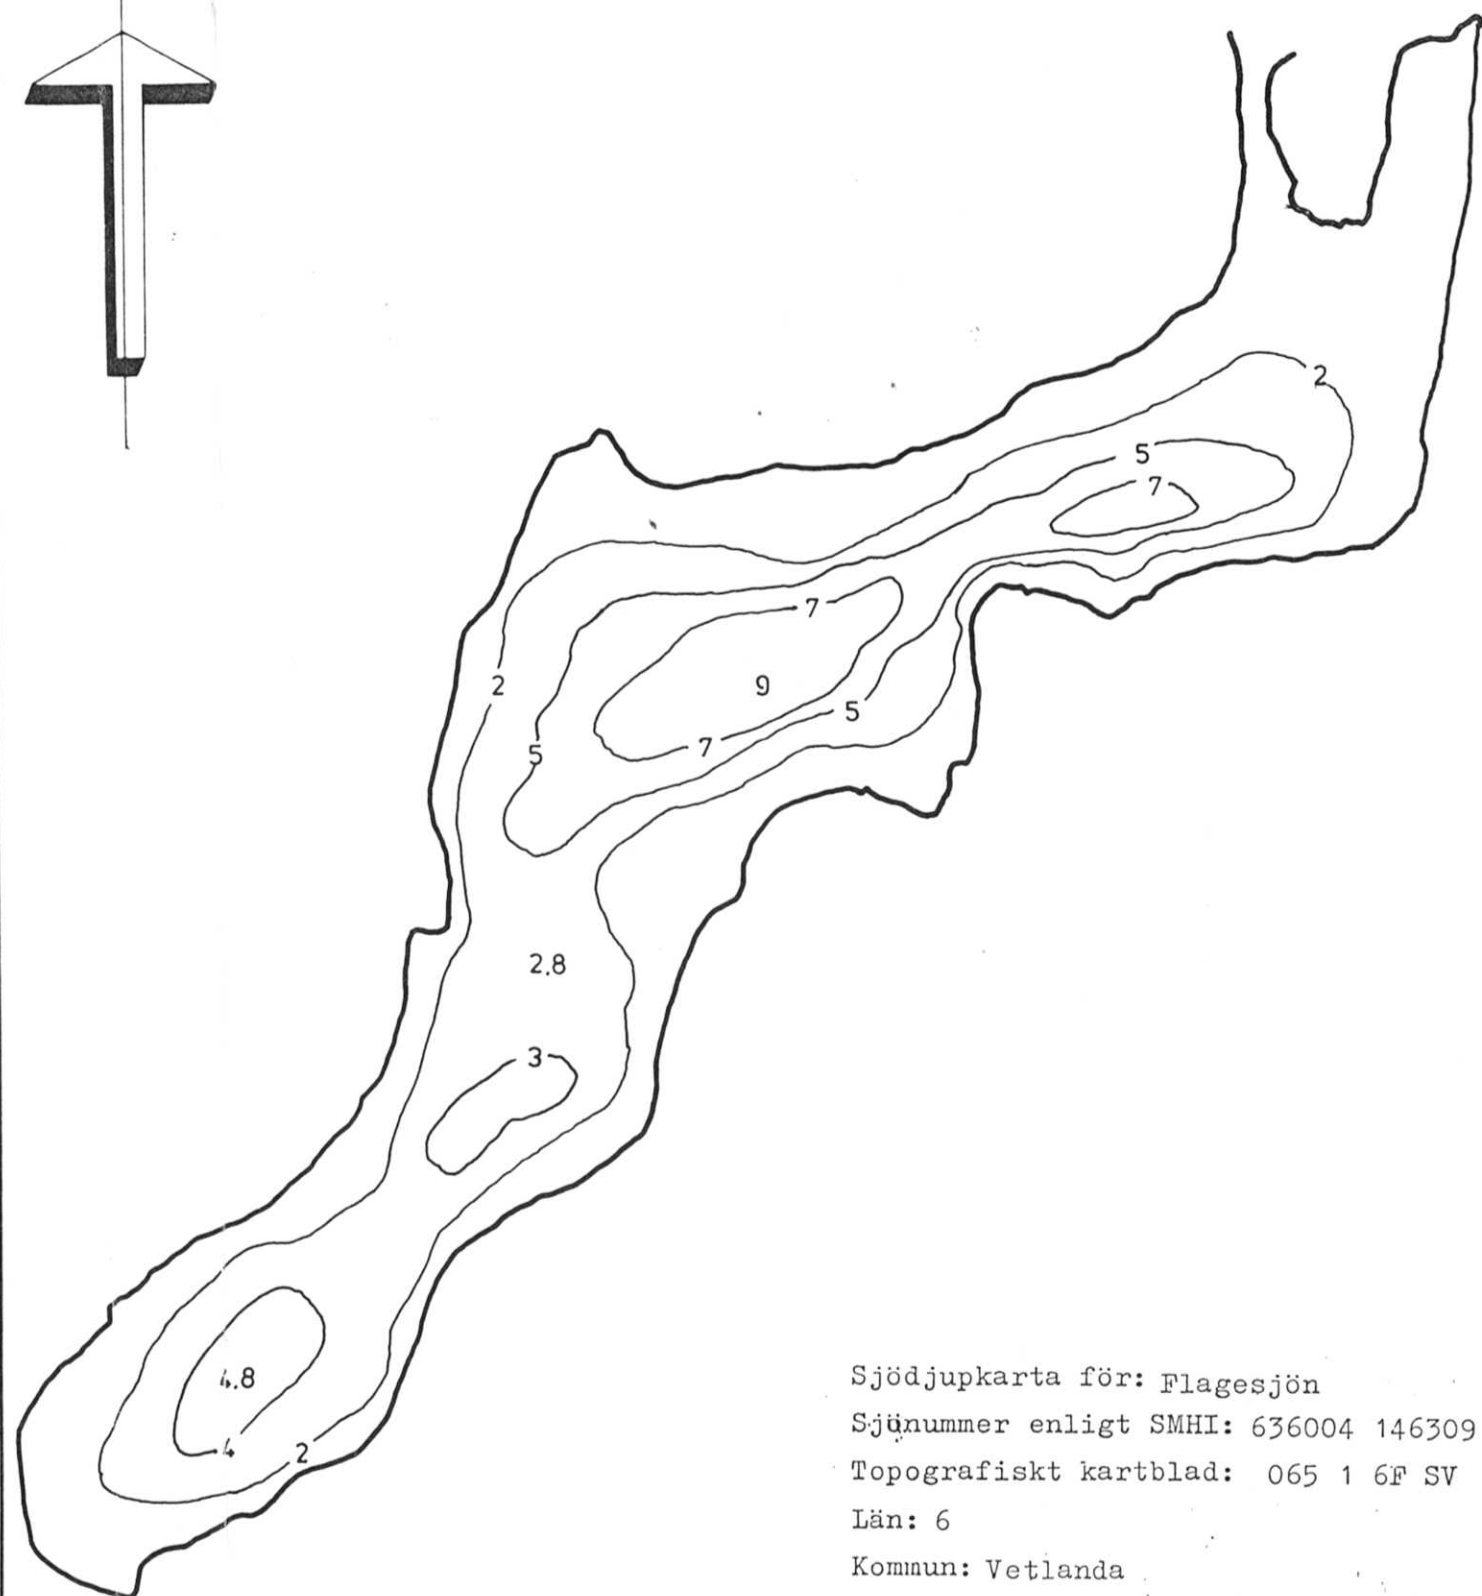 2
5
7
7
2
9
5
5
7
2.8
3
4.8
4
2
Sjödjupkarta för: Flagesjön
Sjönummer enligt SMHI: 636004 146309
Topografiskt kartblad: 065 1 6F SV
Län: 6
Kommun: Vetlanda